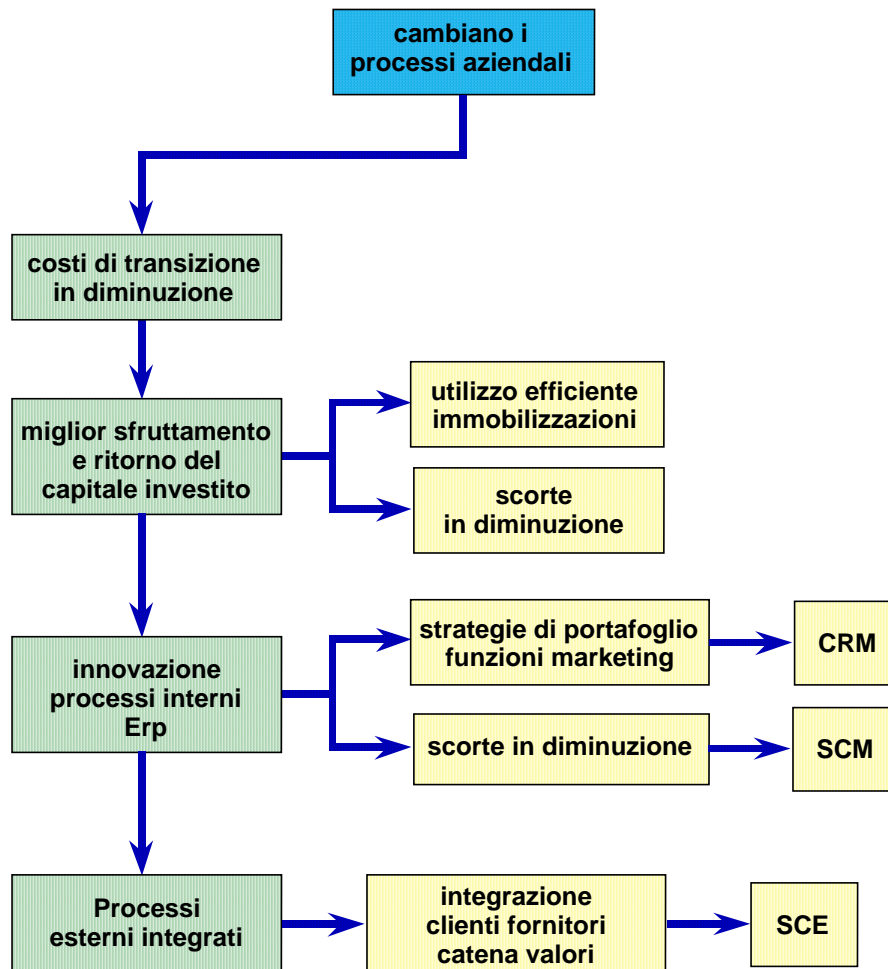 cambiano i
processi aziendali
costi di transizione
in diminuzione
miglior sfruttamento
e ritorno del
capitale investito
utilizzo efficiente
immobilizzazioni
scorte
in diminuzione
innovazione
processi interni
Erp
strategie di portafoglio
funzioni marketing
CRM
scorte in diminuzione
SCM
Processi
esterni integrati
integrazione
clienti fornitori
catena valori
SCE